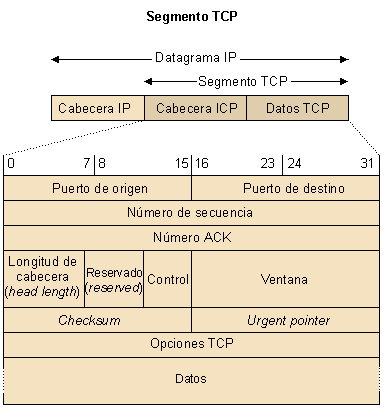 Segmento TCP
Datagrama IP
Segmento TCP
Cabecera IP Cabecera ICP Datos TCP
0 7 8 15 16 23 24 31
Puerto de origen Puerto de destino
Número de secuencia
Número ACK
Longitud de
cabecera
(head length)
Reservado
(reserved)
Control
Ventana
Checksum Urgent pointer
Opciones TCP
Datos